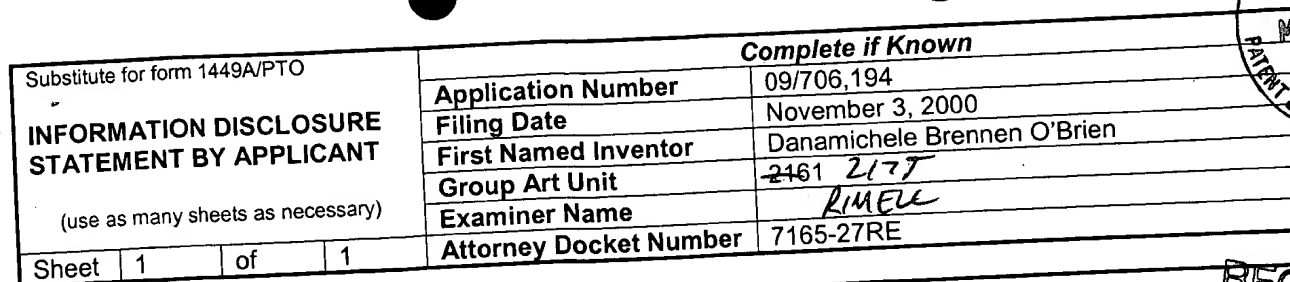 Substitute for form 1449A/PTO
INFORMATION DISCLOSURE
STATEMENT BY APPLICANT
(use as many sheets as necessary)
Sheet 1 of 1
Complete if Known
Application Number 09/706,194
Filing Date November 3, 2000
First Named Inventor Danamichele Brennen O'Brien
Group Art Unit 2161
Examiner Name RIMELL
Attorney Docket Number 7165-27RE
PATENT